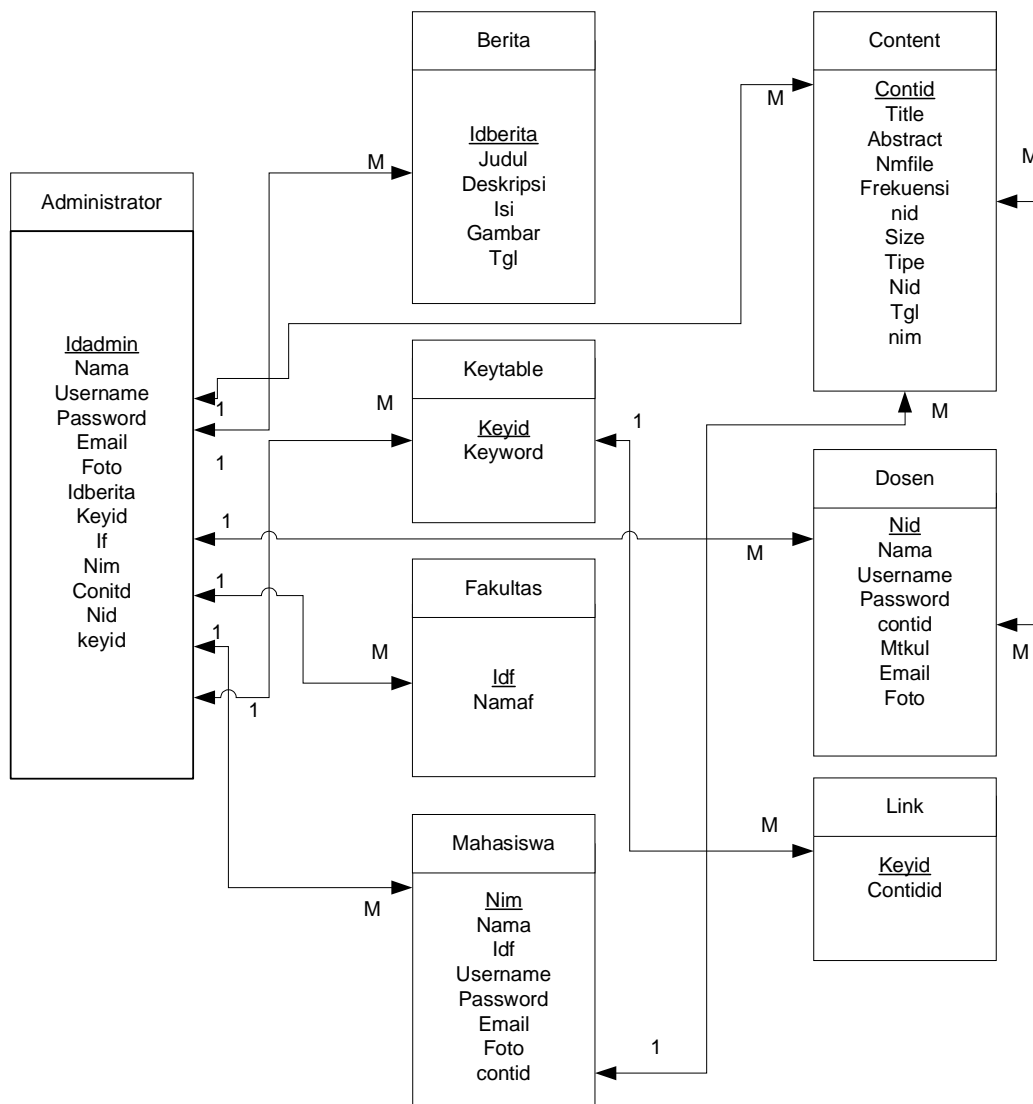 Berita
Idberita
Judul
Deskripsi
Isi
Gambar
Tgl
Content
Contid
Title
Abstract
Nmfile
Frekuensi
nid
Size
Tipe
Nid
Tgl
nim
Administrator
Idadmin
Nama
Username
Password
Email
Foto
Idberita
Keyid
If
Nim
Conitd
Nid
keyid
Keytable
Keyid
Keyword
Dosen
Nid
Nama
Username
Password
contid
Mtkul
Email
Foto
Fakultas
Idf
Namaf
Link
Keyid
Contidid
Mahasiswa
Nim
Nama
Idf
Username
Password
Email
Foto
contid
M
M
M
1
M
1
1
M
1
M
1
M
M
1
M
1
1
M
M
1